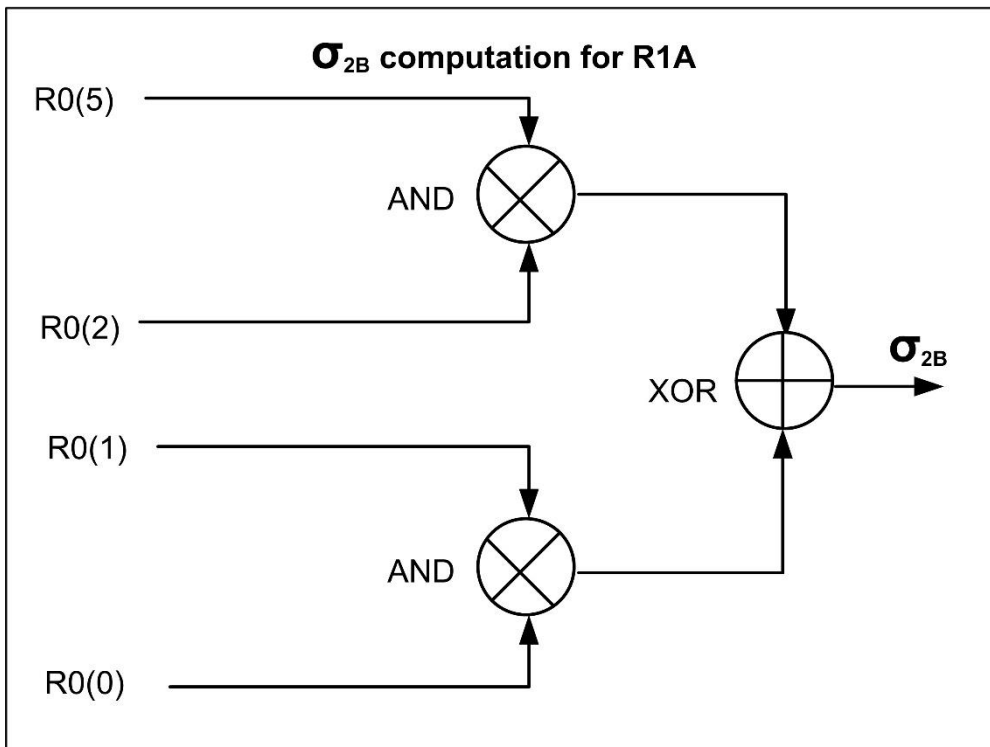 σ2B computation for R1A
R0(5)
AND
R0(2)
σ2B
XOR
R0(1)
AND
R0(0)